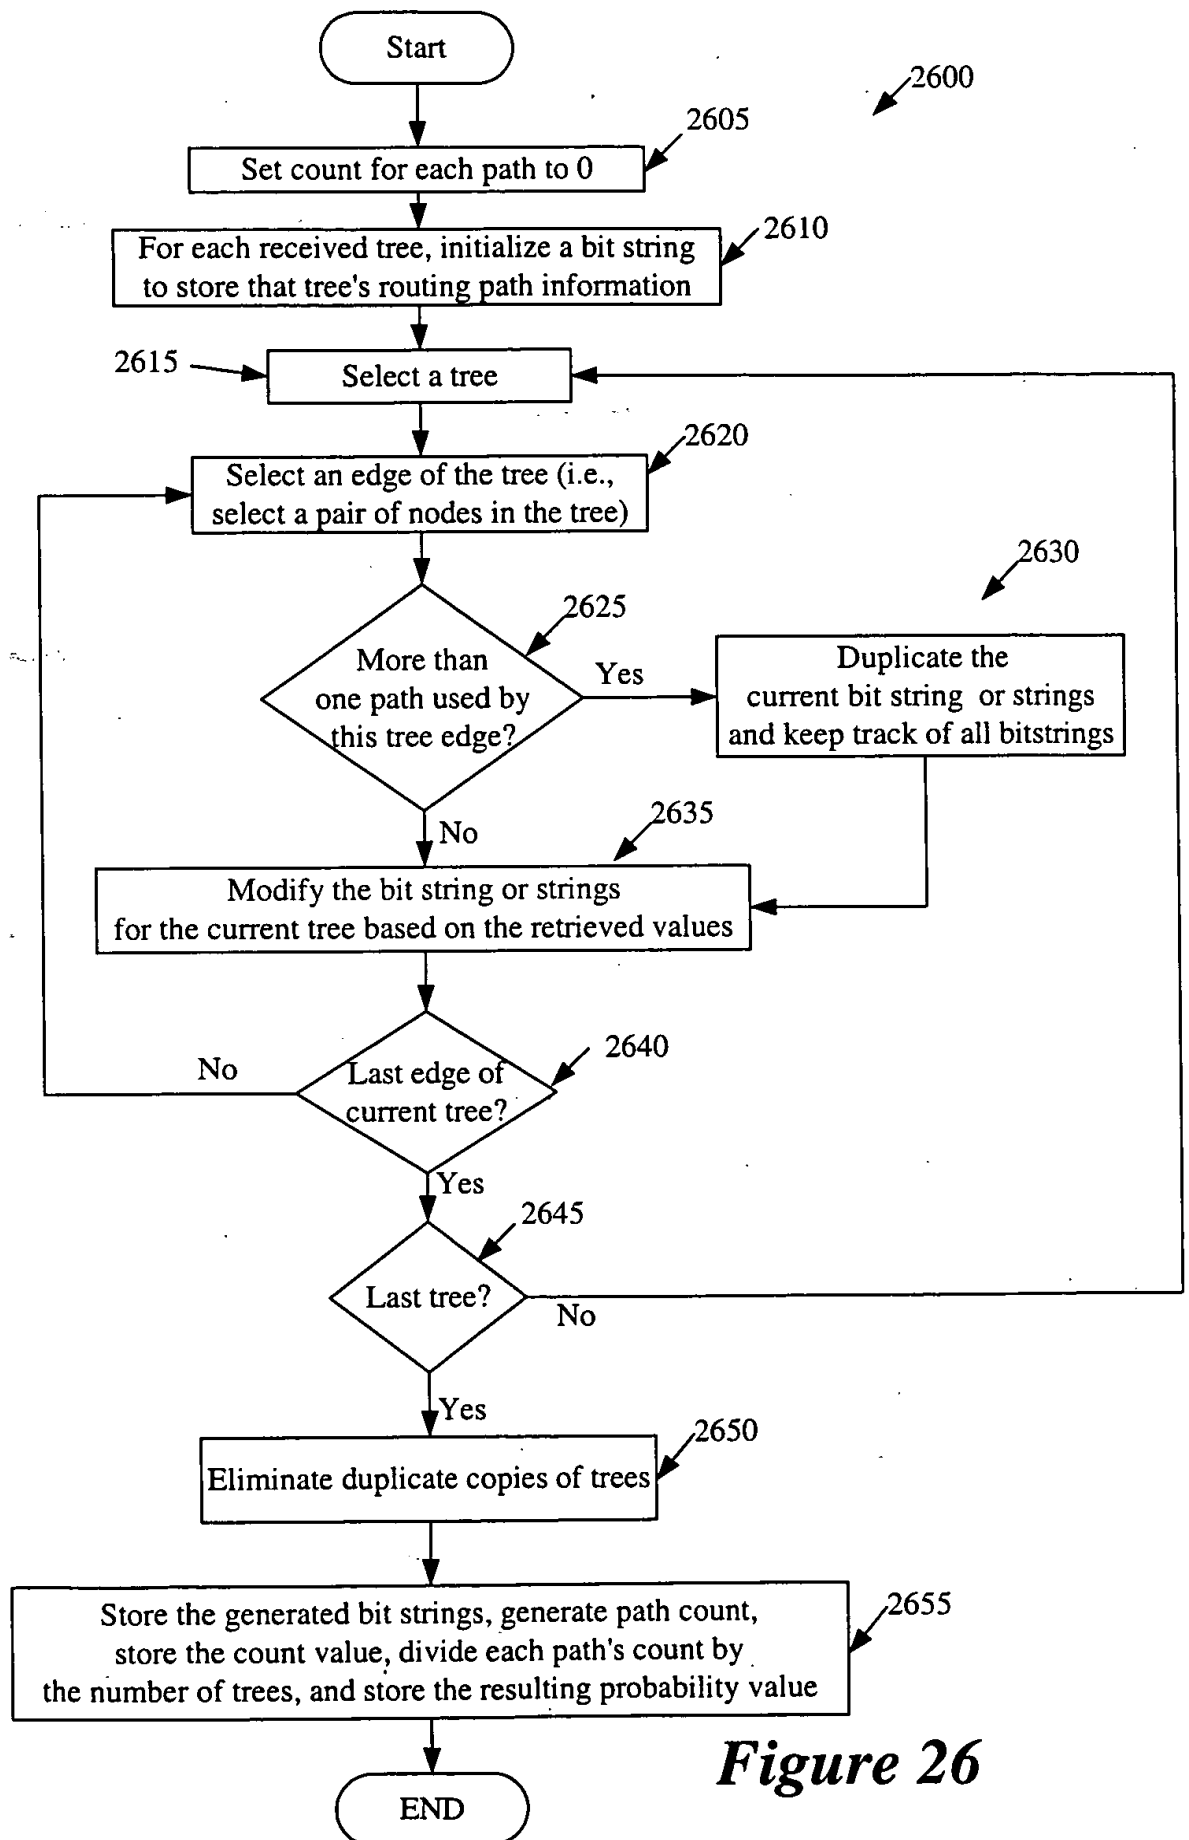 Start
2600
2605
Set count for each path to 0
2610
For each received tree, initialize a bit string
to store that tree's routing path information
2615
Select a tree
2620
Select an edge of the tree (i.e.,
select a pair of nodes in the tree)
2630
2625
More than
one path used by
this tree edge?
Yes
Duplicate the
current bit string or strings
and keep track of all bitstrings
No
2635
Modify the bit string or strings
for the current tree based on the retrieved values
2640
No
Last edge of
current tree?
Yes
2645
Last tree?
No
Yes
2650
Eliminate duplicate copies of trees
2655
Store the generated bit strings, generate path count,
store the count value, divide each path's count by
the number of trees, and store the resulting probability value
Figure 26
END